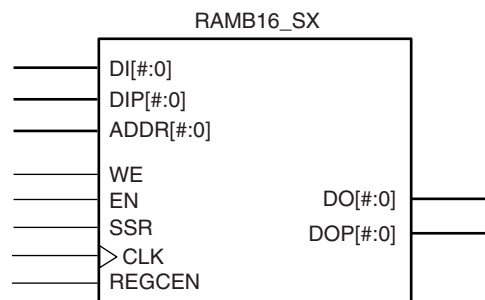 RAMB16_SX
DI[#:0]
DIP[#:0]
ADDR[#:0]
WE
EN
DO[#:0]
SSR
DOP[#:0]
CLK
REGCEN